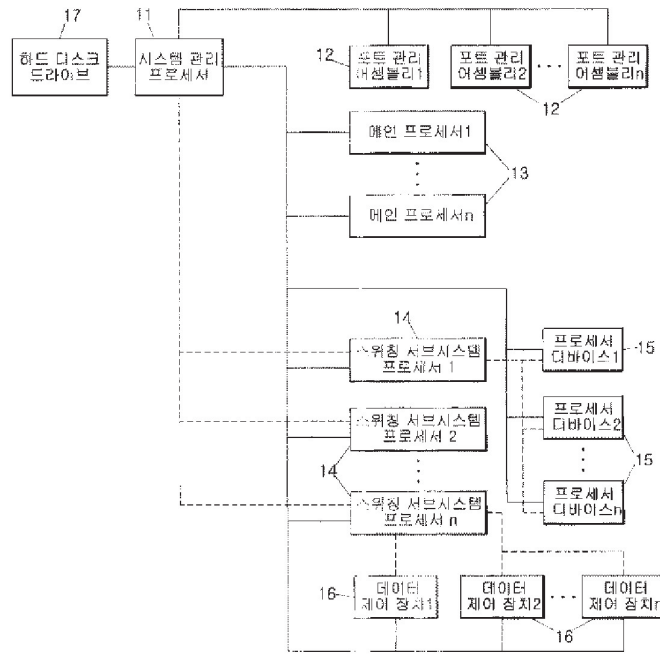 17
11
하드 디스크
드라이브
시스템 관리
프로세서
12
포트 관리
어셈블리1
포트 관리
어셈블리2
...
포트 관리
어셈블리n
12
메인 프로세서1
13
메인 프로세서n
14
스위칭 서브시스템
프로세서 1
프로세서
디바이스1
15
스위칭 서브시스템
프로세서 2
프로세서
디바이스2
14
15
스위칭 서브시스템
프로세서 n
프로세서
디바이스n
16
데이터
제어 장치1
데이터
제어 장치2
...
데이터
제어 장치n
16